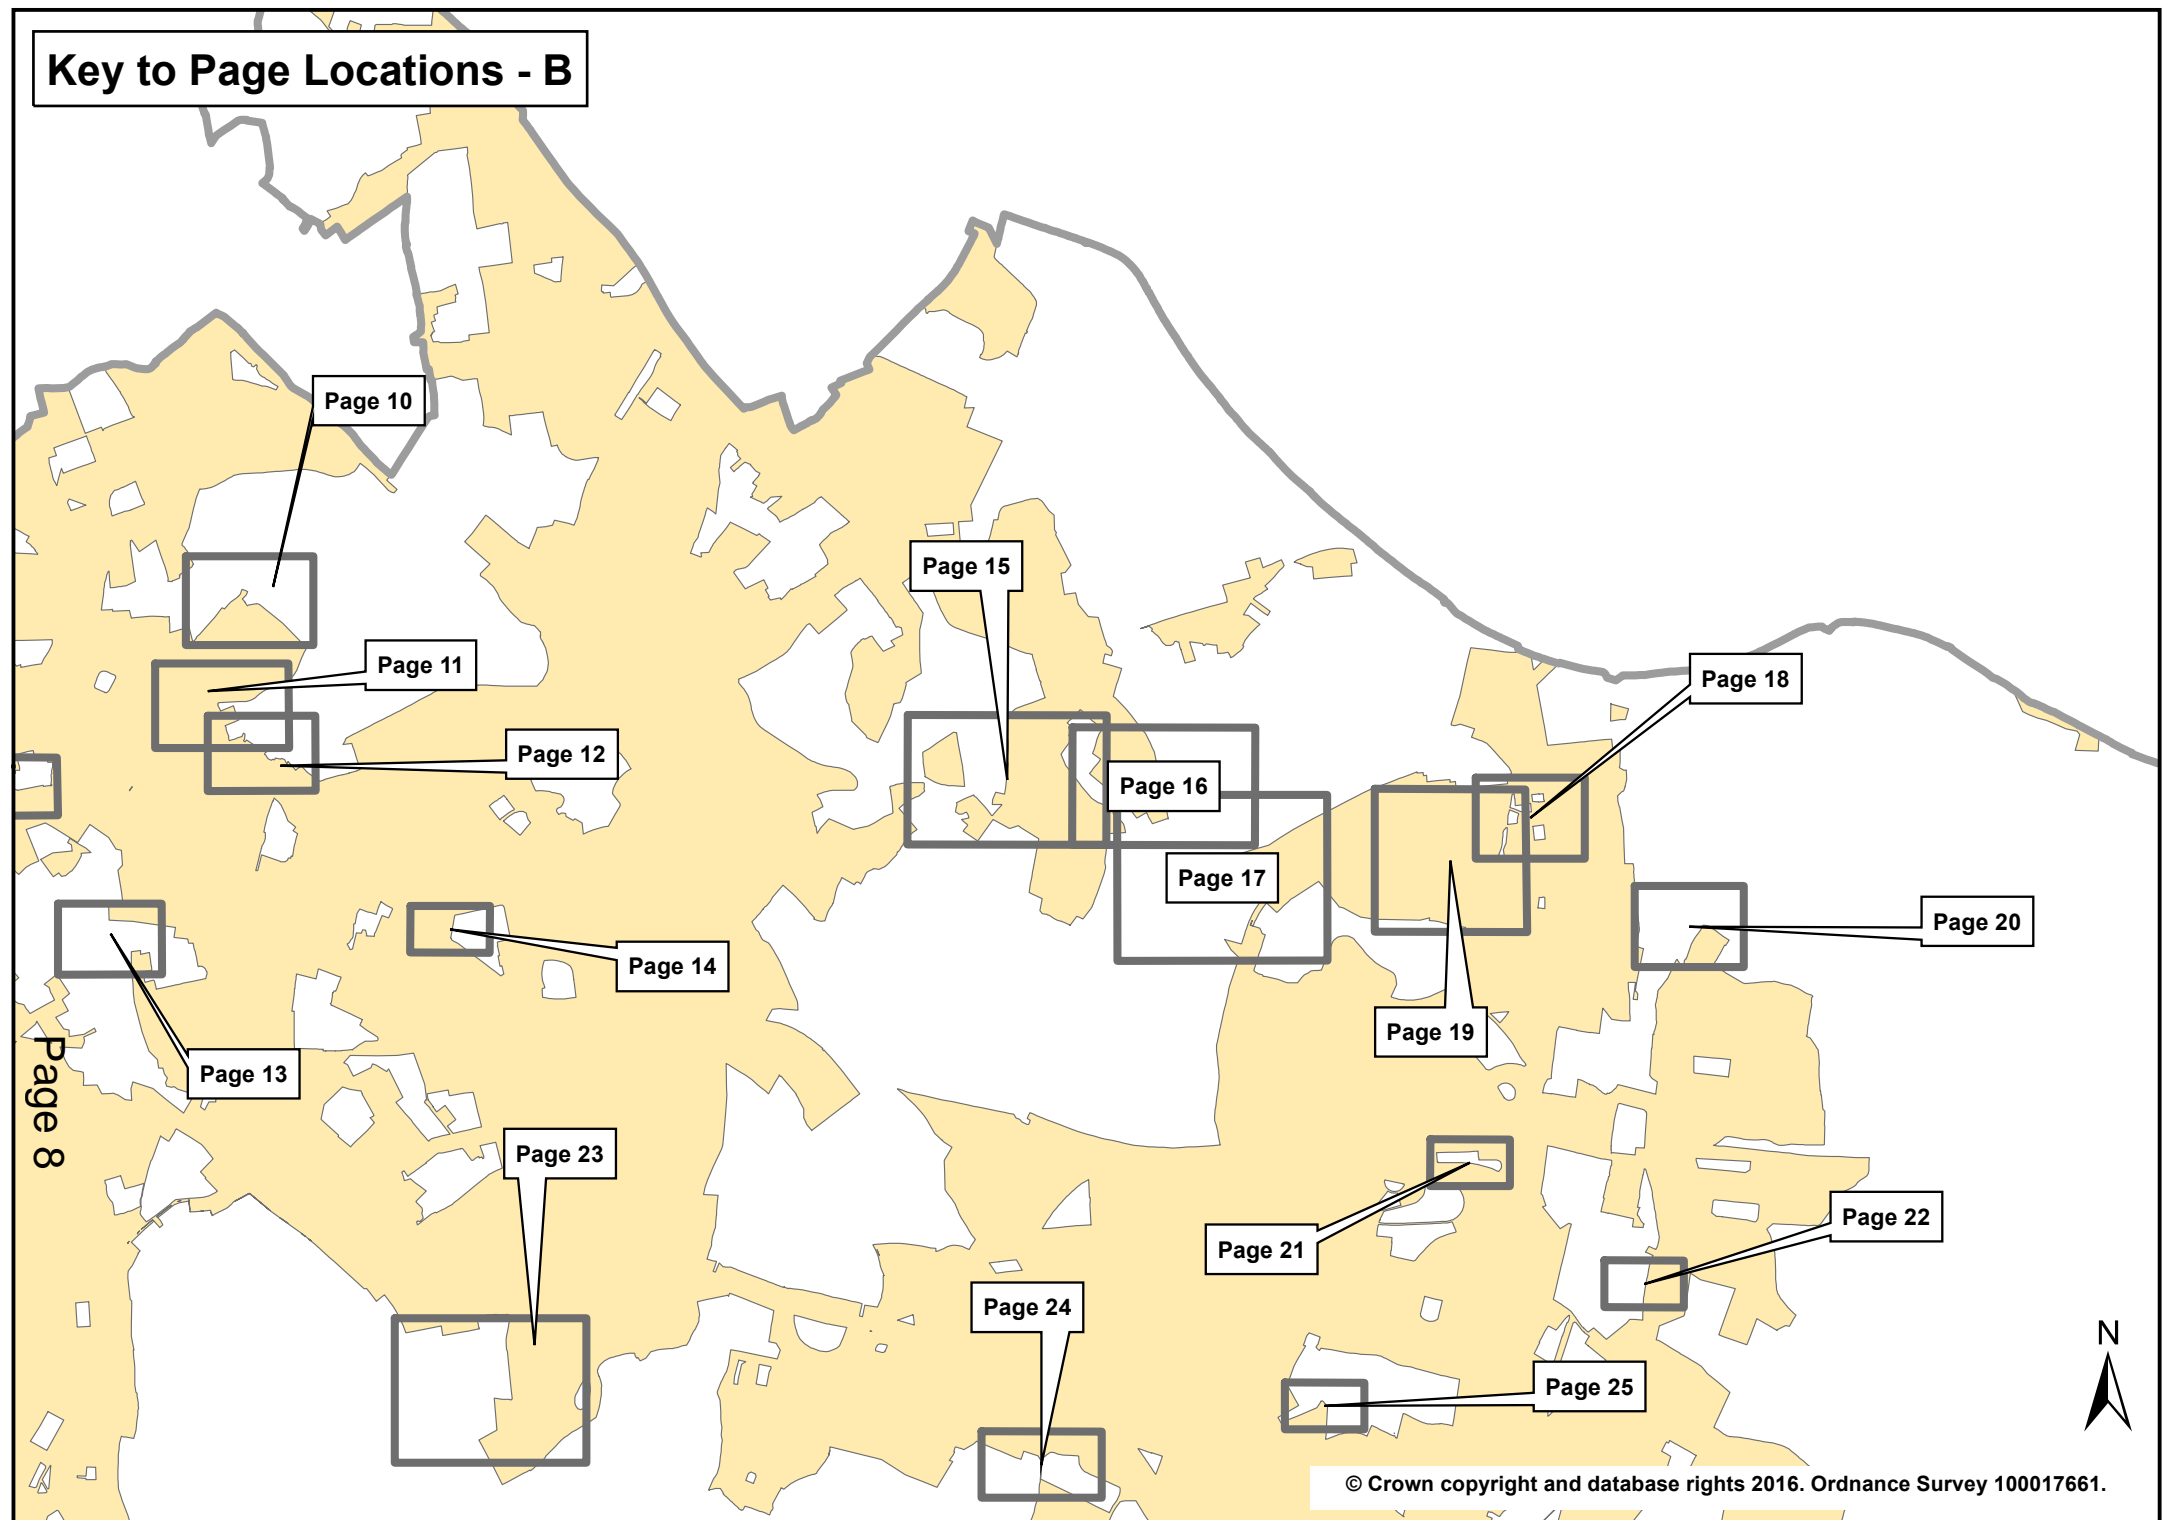 Key to Page Locations - B
Page 10
Page 15
Page 11
Page 18
Page 12
Page 16
Page 17
Page 20
Page 14
Page 19
Page 13
Page 8
Page 23
Page 22
Page 21
Page 24
N
Page 25
© Crown copyright and database rights 2016. Ordnance Survey 100017661.